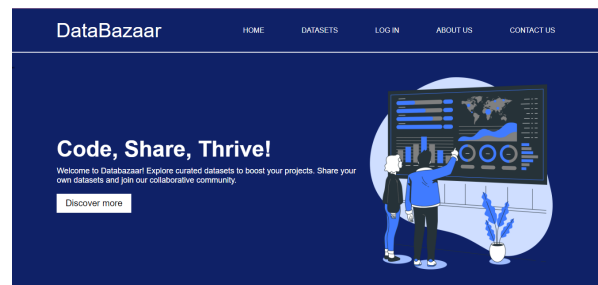 DataBazaar
HOME DATASETS LOG IN ABOUT US CONTACT US
Code, Share, Thrive!
Welcome to Databazaar! Explore curated datasets to boost your projects. Share your
own datasets and join our collaborative community.
Discover more